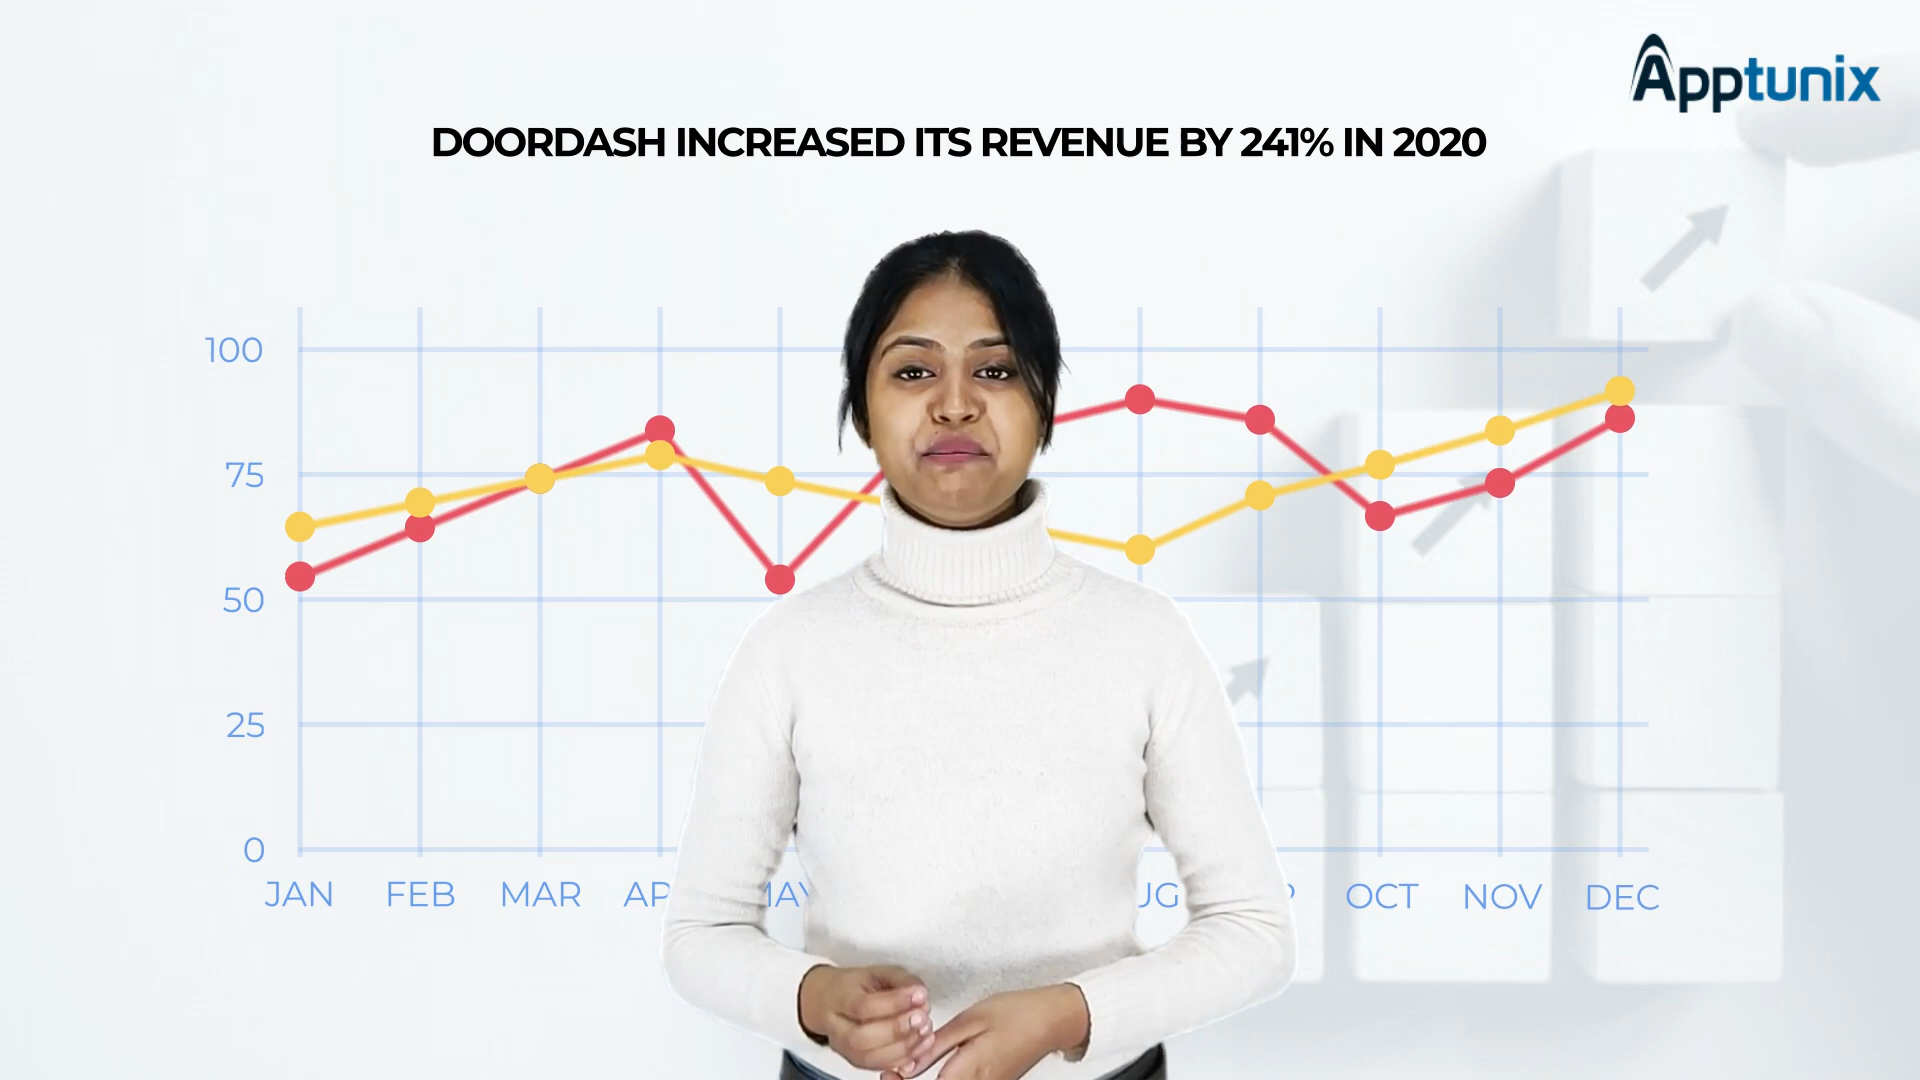 Apptunix
DOORDASH INCREASED ITS REVENUE BY 241% IN 2020
100
75
50
25
0
JAN FEB MAR OCT NOV DEC